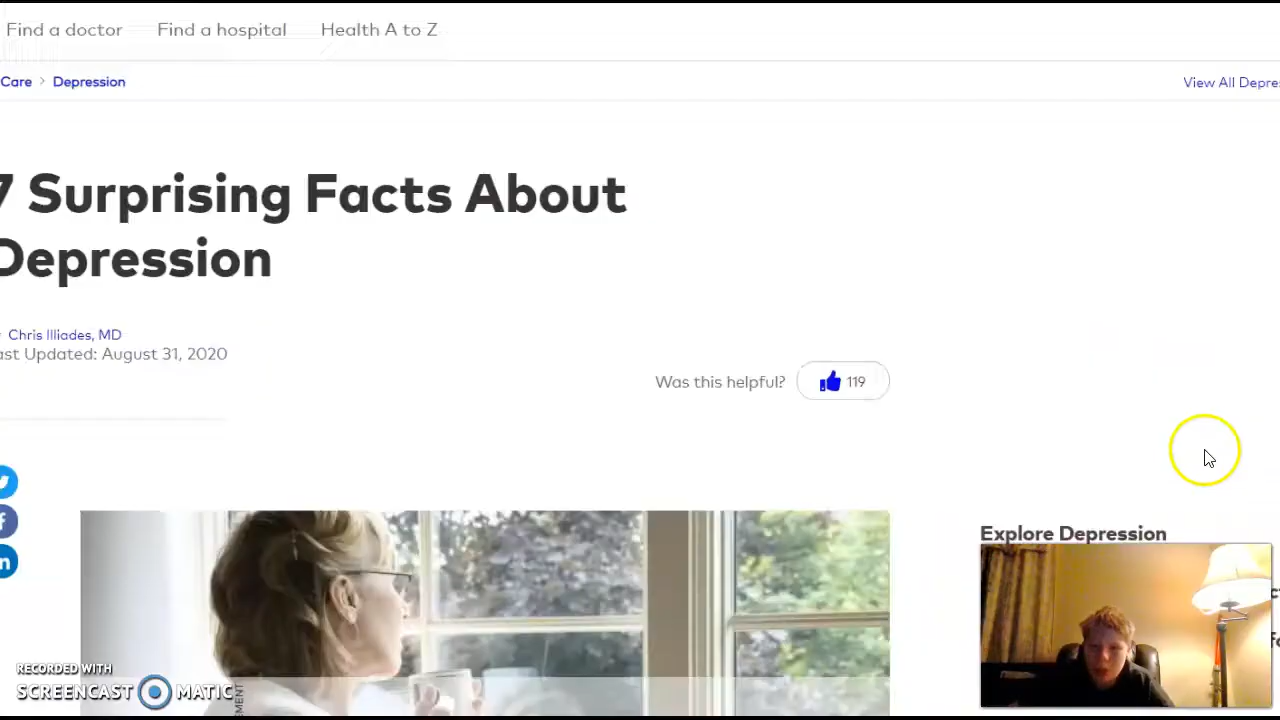 Find a doctor Find a hospital Health A to Z
Care > Depression
View All Depre
7 Surprising Facts About
Depression
Chris Illiades, MD
ast Updated: August 31, 2020
Was this helpful? 119
Explore Depression
RECORDED WITH
SCREENCAST MATIC